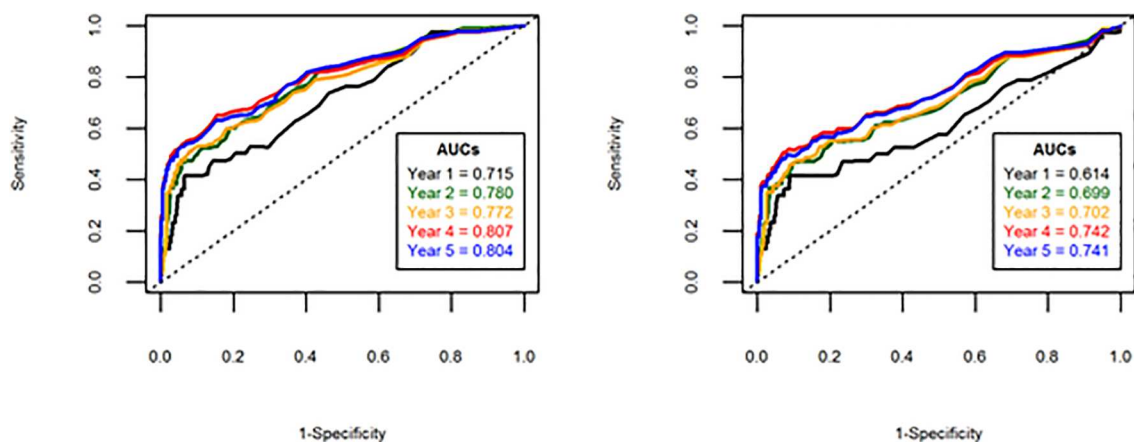 Sensitivity
1.0
0.8
0.6
0.4
0.2
0.0
AUCs
Year 1 = 0.715
Year 2 = 0.780
Year 3 = 0.772
Year 4 = 0.807
Year 5 = 0.804
0.0 0.2 0.4 0.6 0.8 1.0
1-Specificity
Sensitivity
1.0
0.8
0.6
0.4
0.2
0.0
AUCs
Year 1 = 0.614
Year 2 = 0.699
Year 3 = 0.702
Year 4 = 0.742
Year 5 = 0.741
0.0 0.2 0.4 0.6 0.8 1.0
1-Specificity